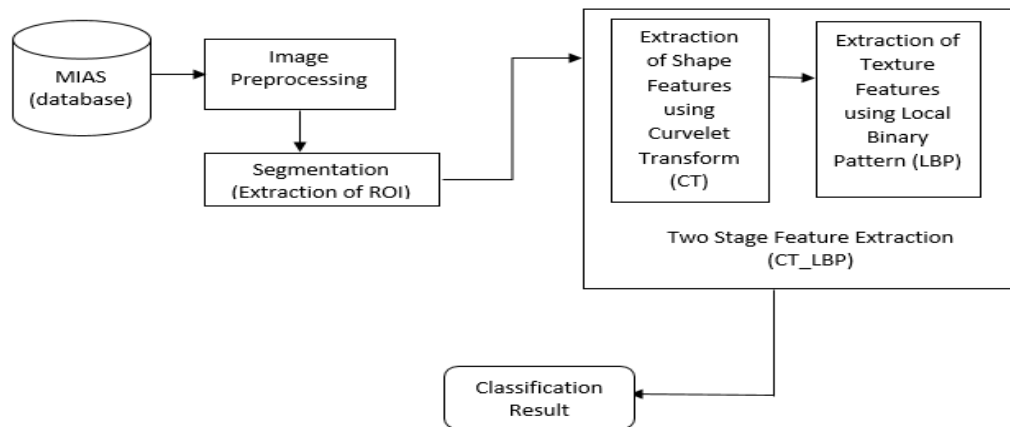 MIAS
(database)
Image
Preprocessing
Segmentation
(Extraction of ROI)
Extraction
of Shape
Features
using
Curvelet
Transform
(CT)
Extraction of
Texture
Features
using Local
Binary
Pattern (LBP)
Two Stage Feature Extraction
(CT_LBP)
Classification
Result